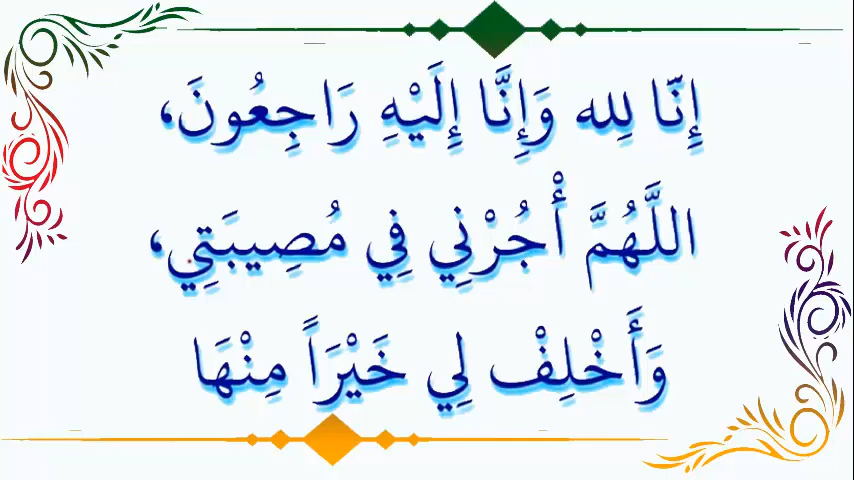 إِنَّا لِلهِ وَإِنَّا إِلَيْهِ رَاجِعُونَ،
اللَّهُمَّ أْجُرْنِي فِي مُصِيبَتِي،
وَأَخْلِفْ لِي خَيْرَاً مِنْهَا